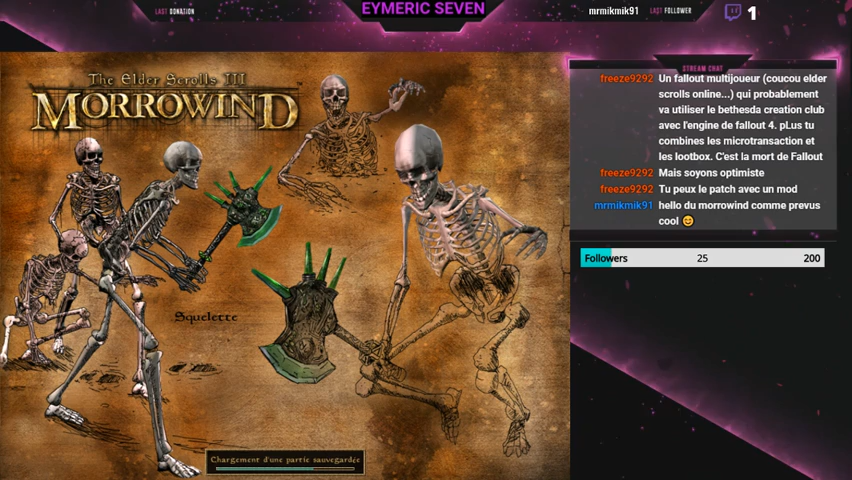 LAST DONATION
EYMERIC SEVEN
mrmikmik91 LAST FOLLOWER
1
The Elder Scrolls III
MORROWIND
™
Squelette
Chargement d'une partie sauvegardée
STREAM CHAT
freeze9292 Un fallout multijoueur (coucou elder
scrolls online...) qui probablement
va utiliser le bethesda creation club
avec l'engine de fallout 4. pLus tu
combines les microtransaction et
les lootbox. C'est la mort de Fallout
freeze9292 Mais soyons optimiste
freeze9292 Tu peux le patch avec un mod
mrmikmik91 hello du morrowind comme prevus
cool 😊
Followers 25 200